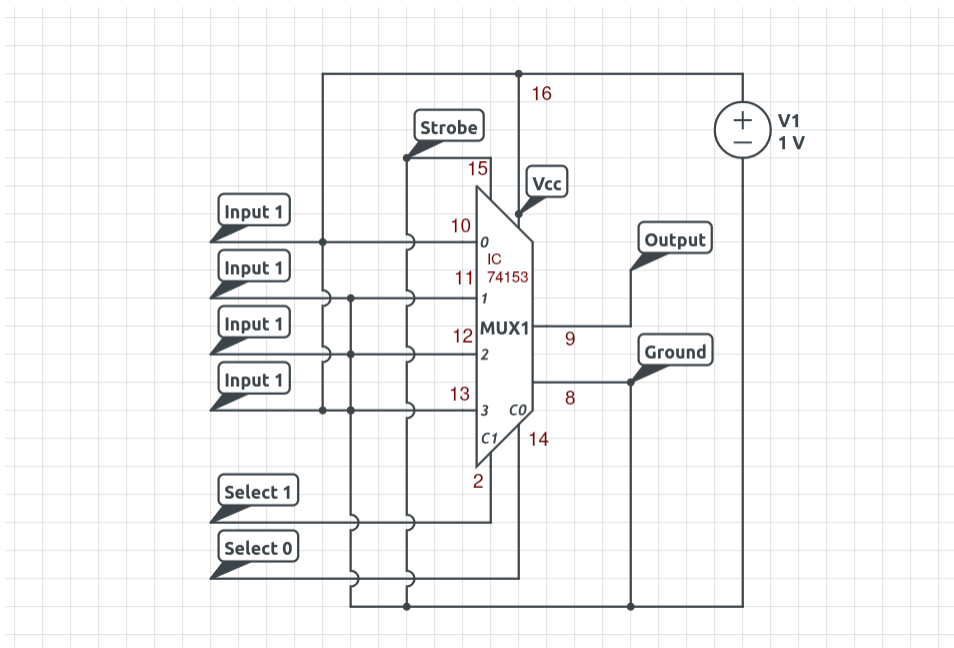 16
V1
1 V
Strobe
15
Vcc
Input 1
10
0
Output
IC
74153
Input 1
11
1
Input 1
12
MUX1
2
9
Ground
Input 1
13
3
C0
8
C1
14
2
Select 1
Select 0